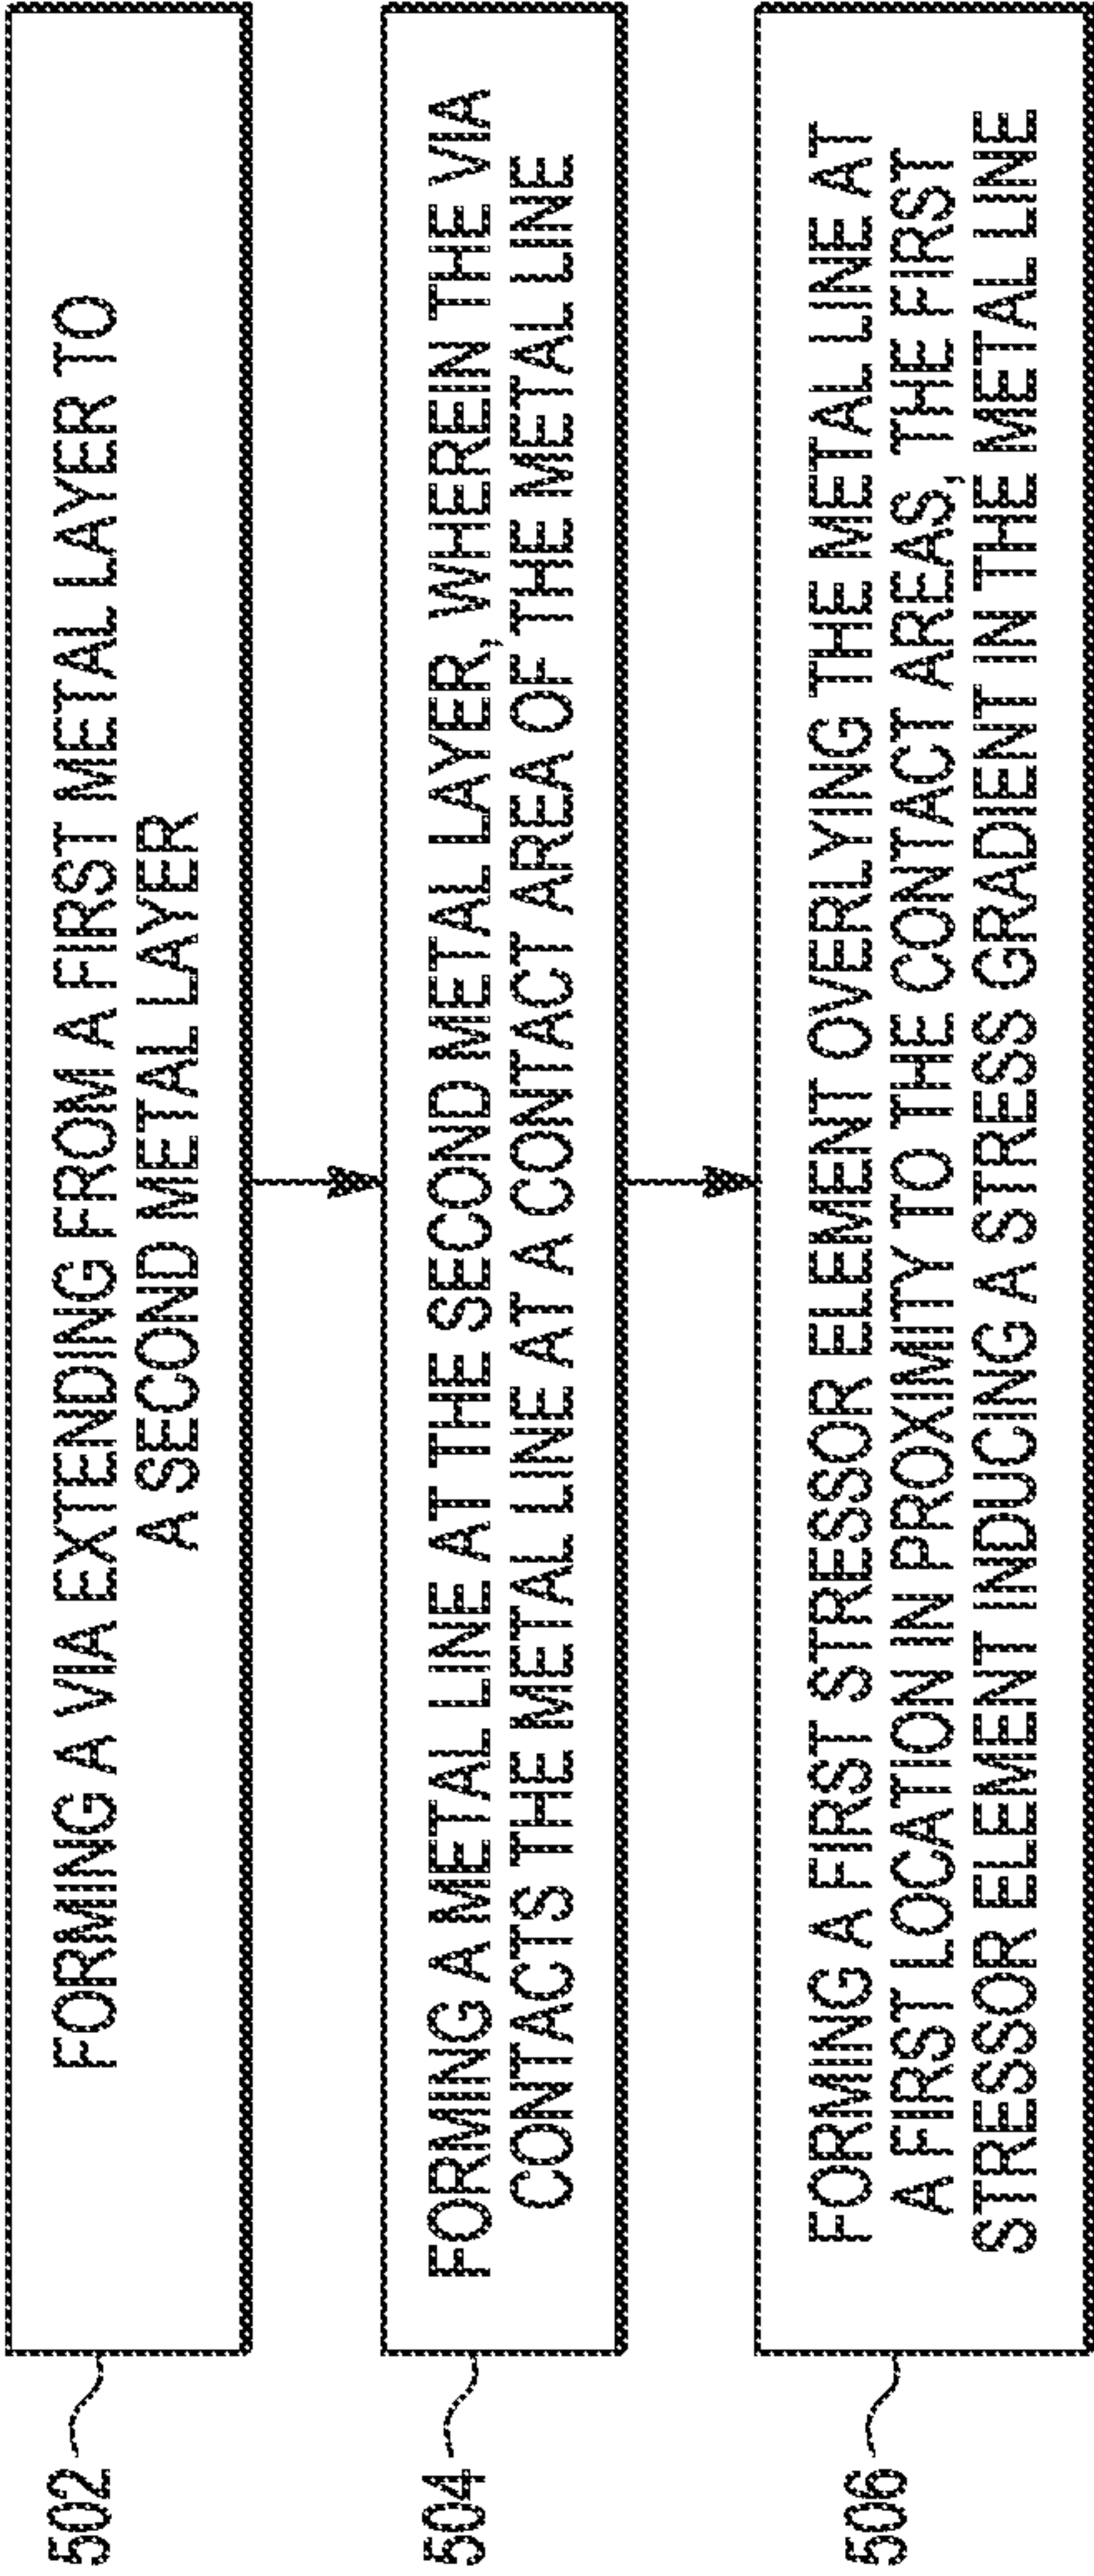 502
FORMING A VIA EXTENDING FROM A FIRST METAL LAYER TO
A SECOND METAL LAYER
504
FORMING A METAL LINE AT THE SECOND METAL LAYER, WHEREIN THE VIA
CONTACTS THE METAL LINE AT A CONTACT AREA OF THE METAL LINE
506
FORMING A FIRST STRESSOR ELEMENT OVERLYING THE METAL LINE AT
A FIRST LOCATION IN PROXIMITY TO THE CONTACT AREAS, THE FIRST
STRESSOR ELEMENT INDUCING A STRESS GRADIENT IN THE METAL LINE